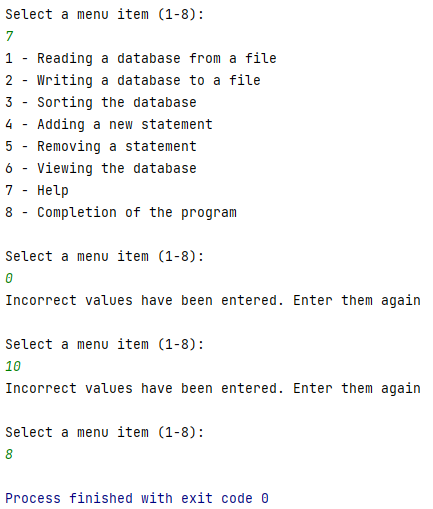 Select a menu item (1-8):
7
1 - Reading a database from a file
2 - Writing a database to a file
3 - Sorting the database
4 - Adding a new statement
5 - Removing a statement
6 - Viewing the database
7 - Help
8 - Completion of the program
Select a menu item (1-8):
0
Incorrect values have been entered. Enter them again
Select a menu item (1-8):
10
Incorrect values have been entered. Enter them again
Select a menu item (1-8):
8
Process finished with exit code 0